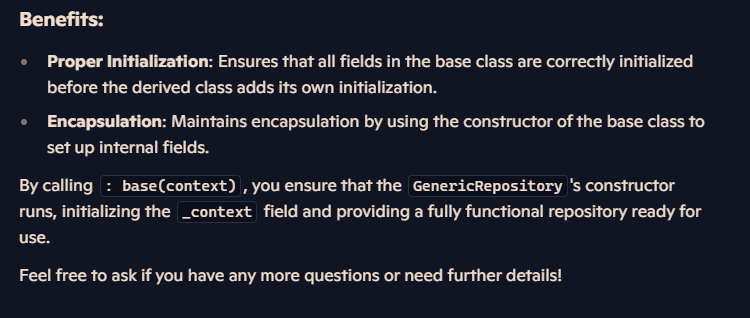 Benefits:
• Proper Initialization: Ensures that all fields in the base class are correctly initialized
before the derived class adds its own initialization.
• Encapsulation: Maintains encapsulation by using the constructor of the base class to
set up internal fields.
By calling : base(context), you ensure that the GenericRepository's constructor
runs, initializing the _context field and providing a fully functional repository ready for
use.
Feel free to ask if you have any more questions or need further details!